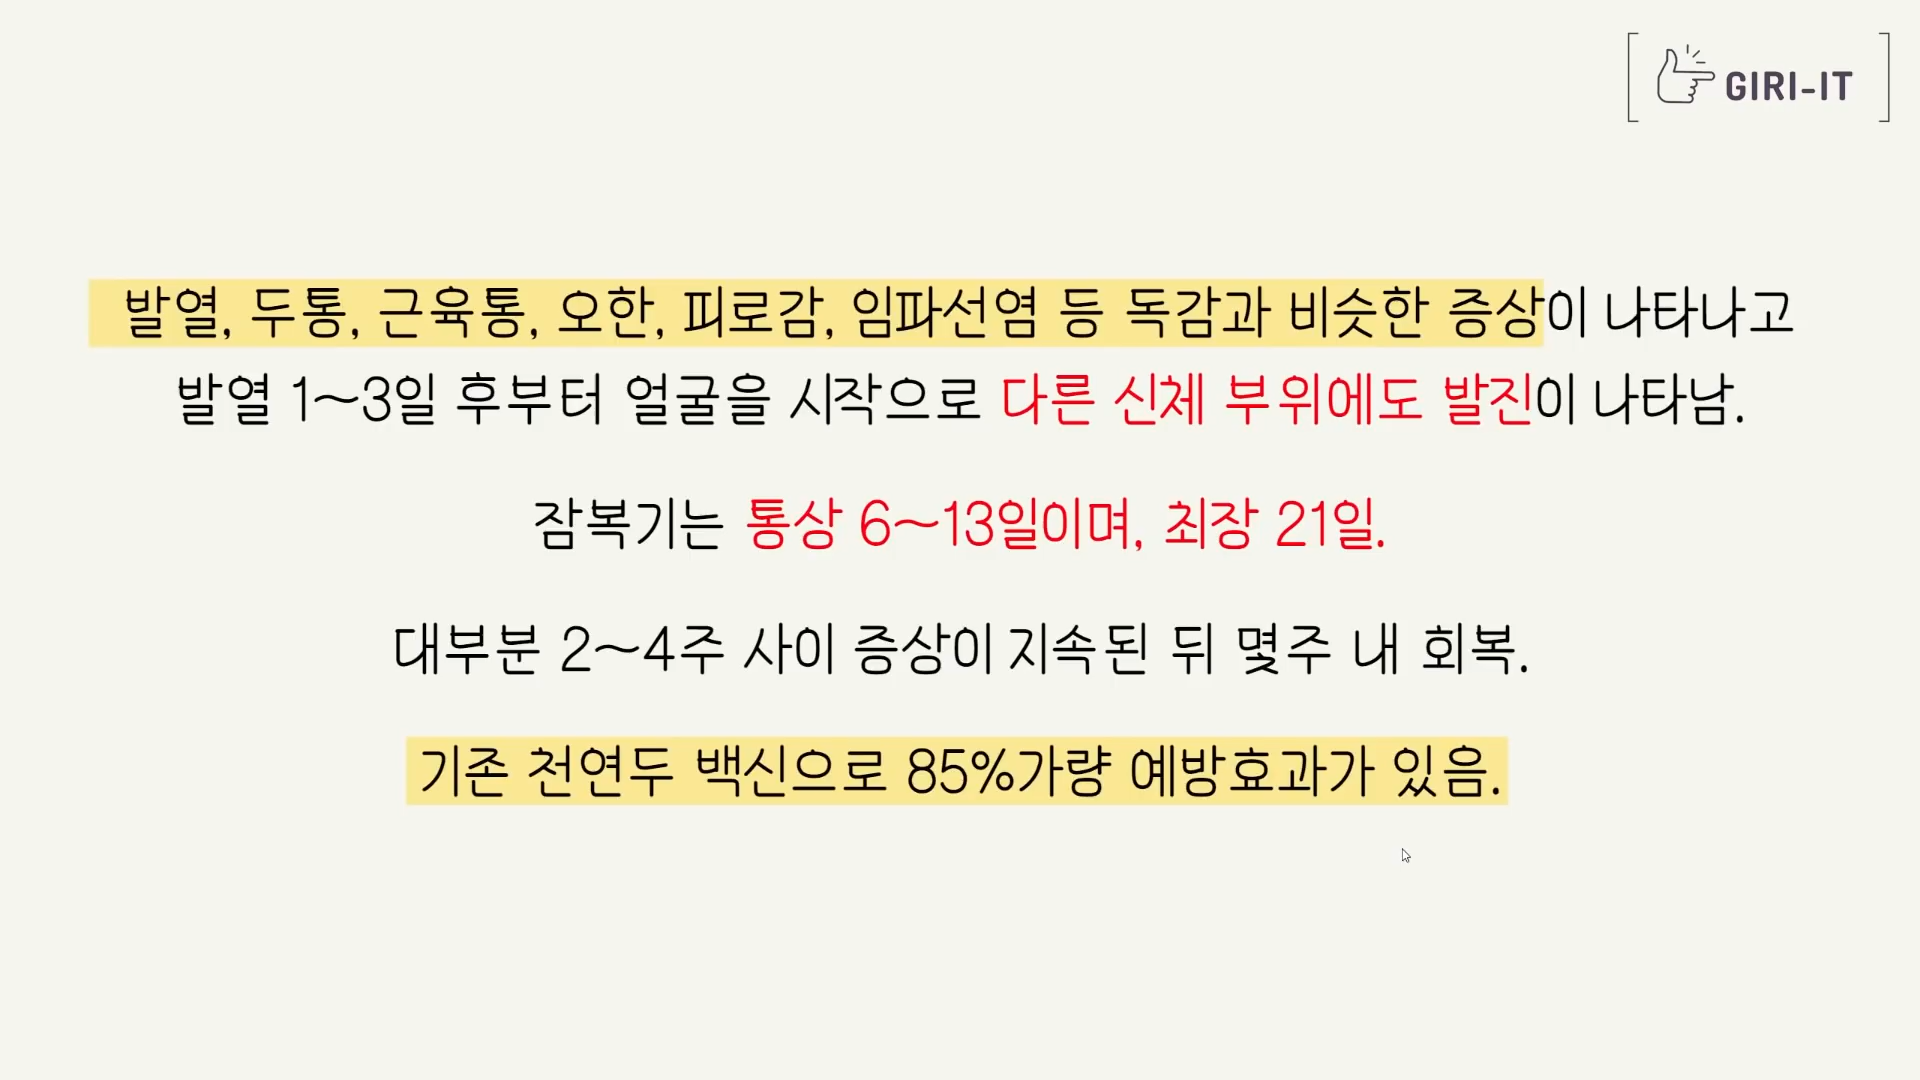 GIRI-IT
발열, 두통, 근육통, 오한, 피로감, 임파선염 등 독감과 비슷한 증상이 나타나고
발열 1~3일 후부터 얼굴을 시작으로 다른 신체 부위에도 발진이 나타남.
잠복기는 통상 6~13일이며, 최장 21일.
대부분 2~4주 사이 증상이 지속된 뒤 몇주 내 회복.
기존 천연두 백신으로 85%가량 예방효과가 있음.